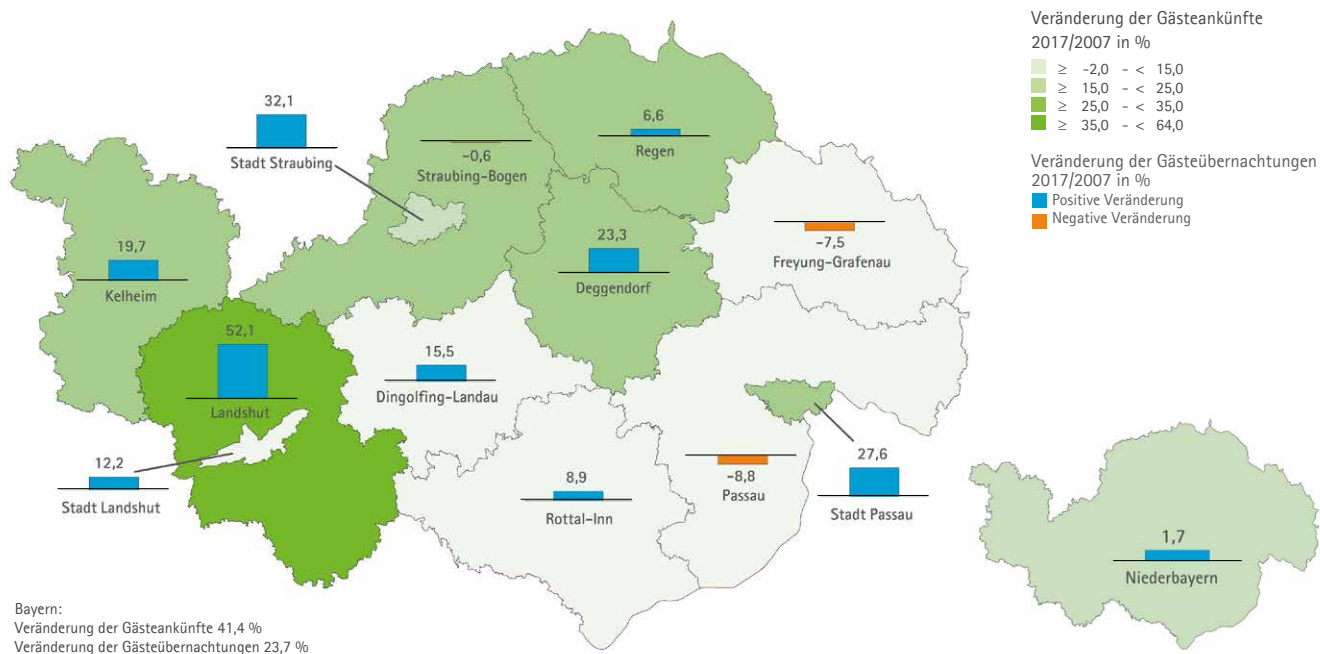 Veränderung der Gästeankünfte
2017/2007 in %
≥ -2,0 - < 15,0
≥ 15,0 - < 25,0
≥ 25,0 - < 35,0
≥ 35,0 - < 64,0
Veränderung der Gästeübernachtungen
2017/2007 in %
Positive Veränderung
Negative Veränderung
32,1
Stadt Straubing
-0,6
Straubing-Bogen
6,6
Regen
19,7
Kelheim
23,3
Deggendorf
-7,5
Freyung-Grafenau
52,1
Landshut
15,5
Dingolfing-Landau
12,2
Stadt Landshut
8,9
Rottal-Inn
-8,8
Passau
27,6
Stadt Passau
1,7
Niederbayern
Bayern:
Veränderung der Gästeankünfte 41,4 %
Veränderung der Gästeübernachtungen 23,7 %